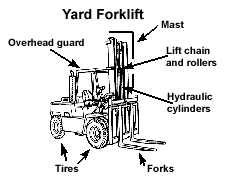 Yard Forklift
Mast
Overhead guard
Lift chain
and rollers
Hydraulic
cylinders
Tires
Forks